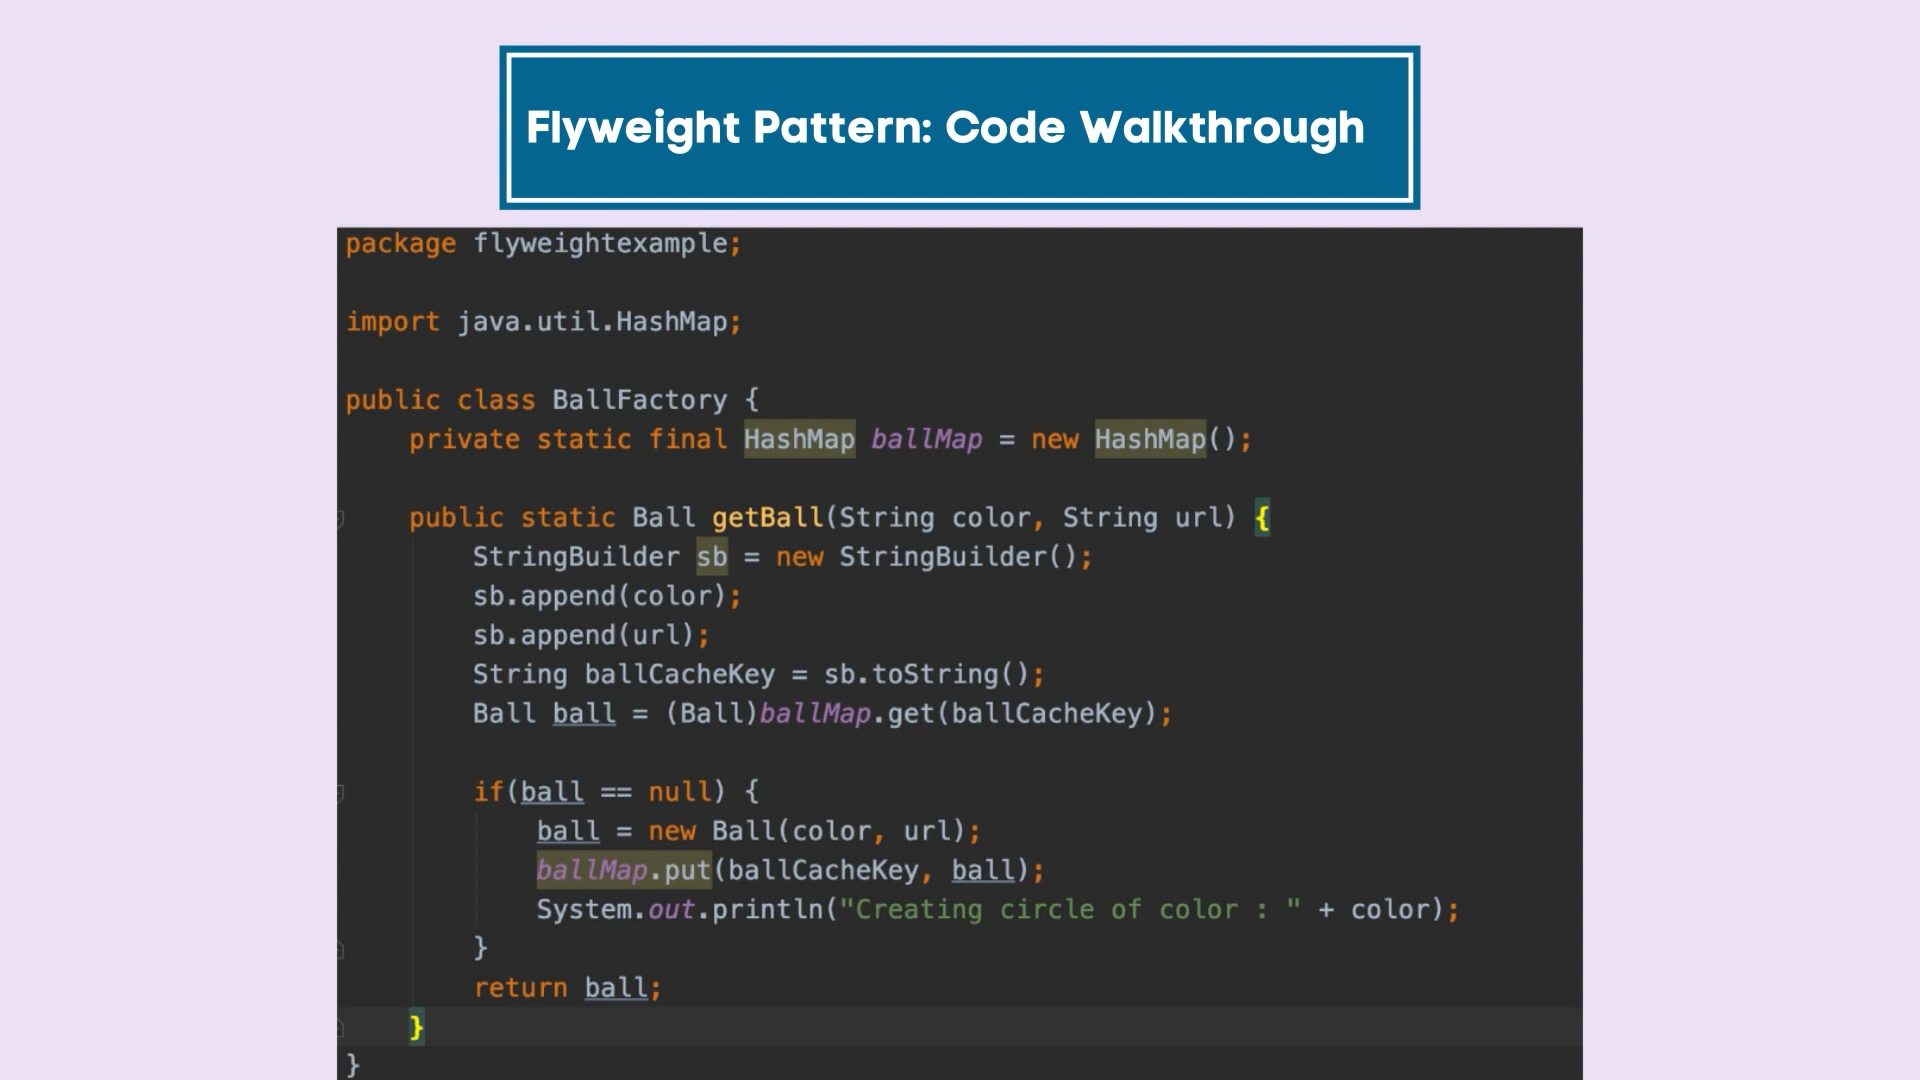 Flyweight Pattern: Code Walkthrough
package flyweightexample;
import java.util.HashMap;
public class BallFactory {
private static final HashMap ballMap = new HashMap();
public static Ball getBall(String color, String url) {
StringBuilder sb = new StringBuilder();
sb.append(color);
sb.append(url);
String ballCacheKey = sb.toString();
Ball ball = (Ball)ballMap.get(ballCacheKey);
if(ball == null) {
ball = new Ball(color, url);
ballMap.put(ballCacheKey, ball);
System.out.println("Creating circle of color : " + color);
}
return ball;
}
}